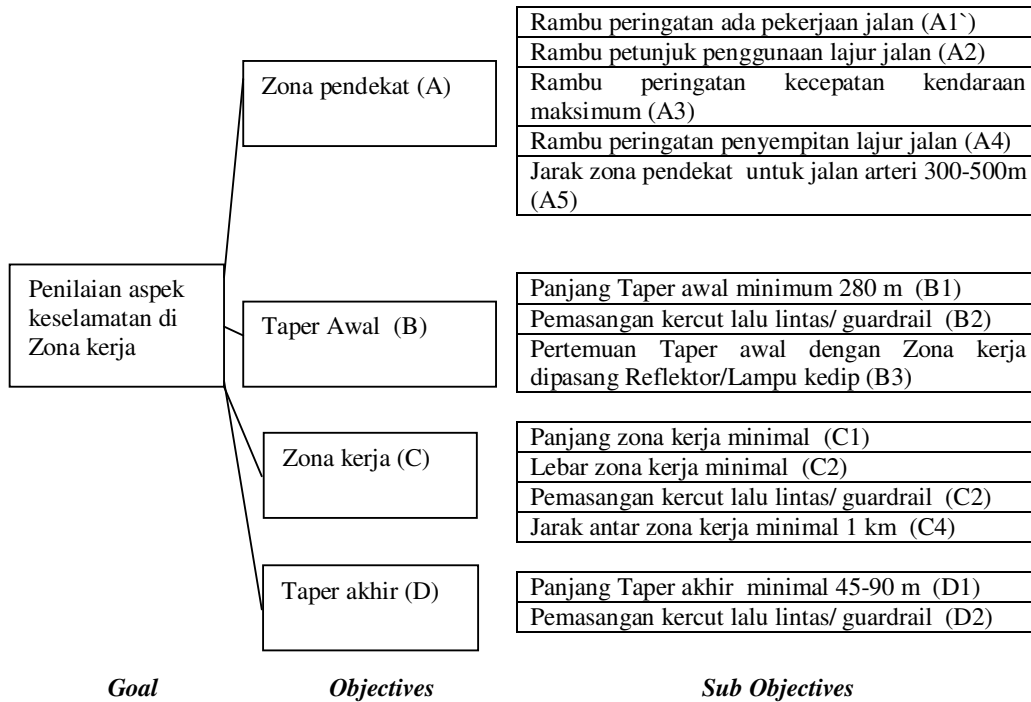 Penilaian aspek
keselamatan di
Zona kerja
Zona pendekat (A)
Rambu peringatan ada pekerjaan jalan (A1`)
Rambu petunjuk penggunaan lajur jalan (A2)
Rambu peringatan kecepatan kendaraan
maksimum (A3)
Rambu peringatan penyempitan lajur jalan (A4)
Jarak zona pendekat untuk jalan arteri 300-500m
(A5)
Taper Awal (B)
Panjang Taper awal minimum 280 m (B1)
Pemasangan kercut lalu lintas/ guardrail (B2)
Pertemuan Taper awal dengan Zona kerja
dipasang Reflektor/Lampu kedip (B3)
Zona kerja (C)
Panjang zona kerja minimal (C1)
Lebar zona kerja minimal (C2)
Pemasangan kercut lalu lintas/ guardrail (C2)
Jarak antar zona kerja minimal 1 km (C4)
Taper akhir (D)
Panjang Taper akhir minimal 45-90 m (D1)
Pemasangan kercut lalu lintas/ guardrail (D2)
Goal
Objectives
Sub Objectives